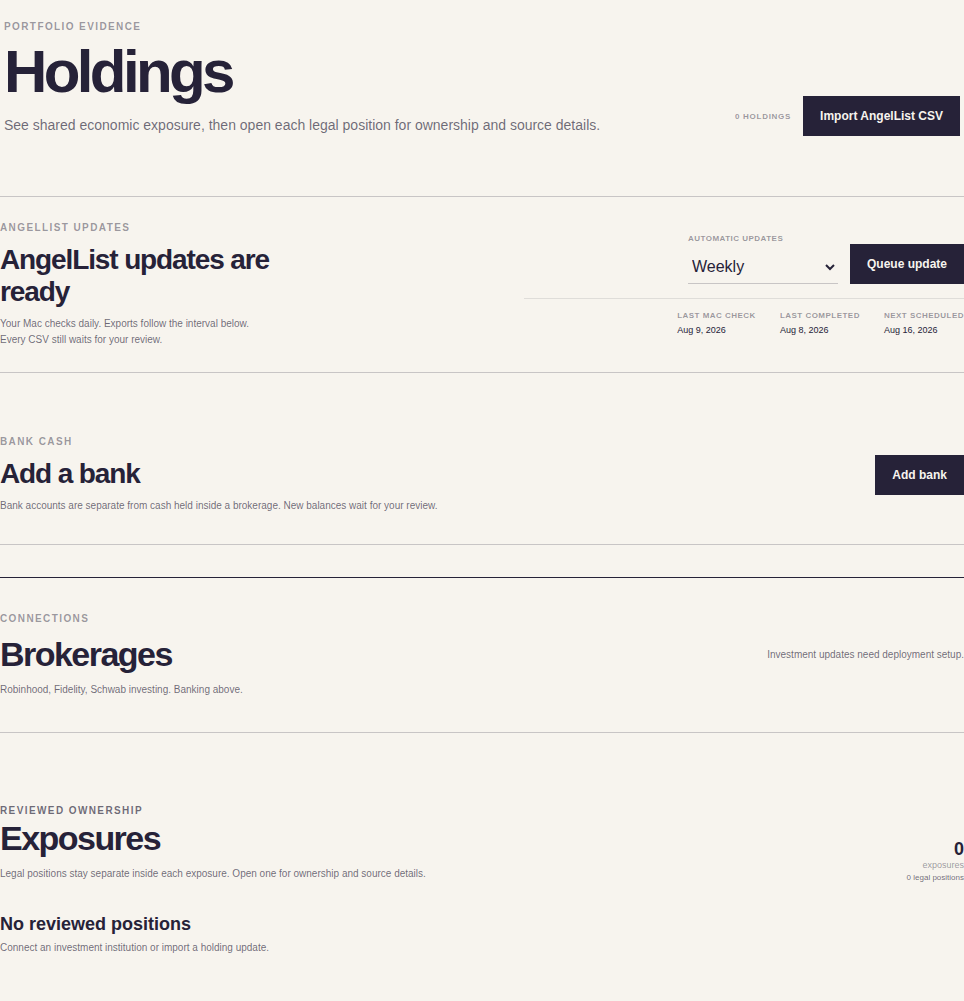 PORTFOLIO EVIDENCE
Holdings
See shared economic exposure, then open each legal position for ownership and source details.
0 HOLDINGS
Import AngelList CSV
ANGELLIST UPDATES
AngelList updates are
ready
Your Mac checks daily. Exports follow the interval below.
Every CSV still waits for your review.
AUTOMATIC UPDATES
Weekly
Queue update
LAST MAC CHECK
Aug 9, 2026
LAST COMPLETED
Aug 8, 2026
NEXT SCHEDULED
Aug 16, 2026
BANK CASH
Add a bank
Bank accounts are separate from cash held inside a brokerage. New balances wait for your review.
Add bank
CONNECTIONS
Brokerages
Robinhood, Fidelity, Schwab investing. Banking above.
Investment updates need deployment setup.
REVIEWED OWNERSHIP
Exposures
Legal positions stay separate inside each exposure. Open one for ownership and source details.
0
exposures
0 legal positions
No reviewed positions
Connect an investment institution or import a holding update.